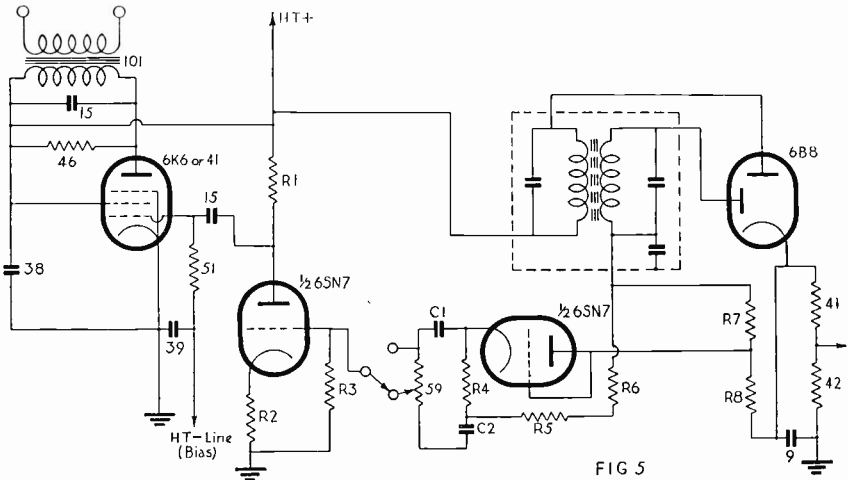 HT+
101
15
46
6K6 or 41
R1
15
6B8
38
51
½6SN7
½6SN7
39
C1
R7
41
R3
59
R4
R6
R8
42
R2
C2
R5
9
HT-Line
(Bias)
FIG 5